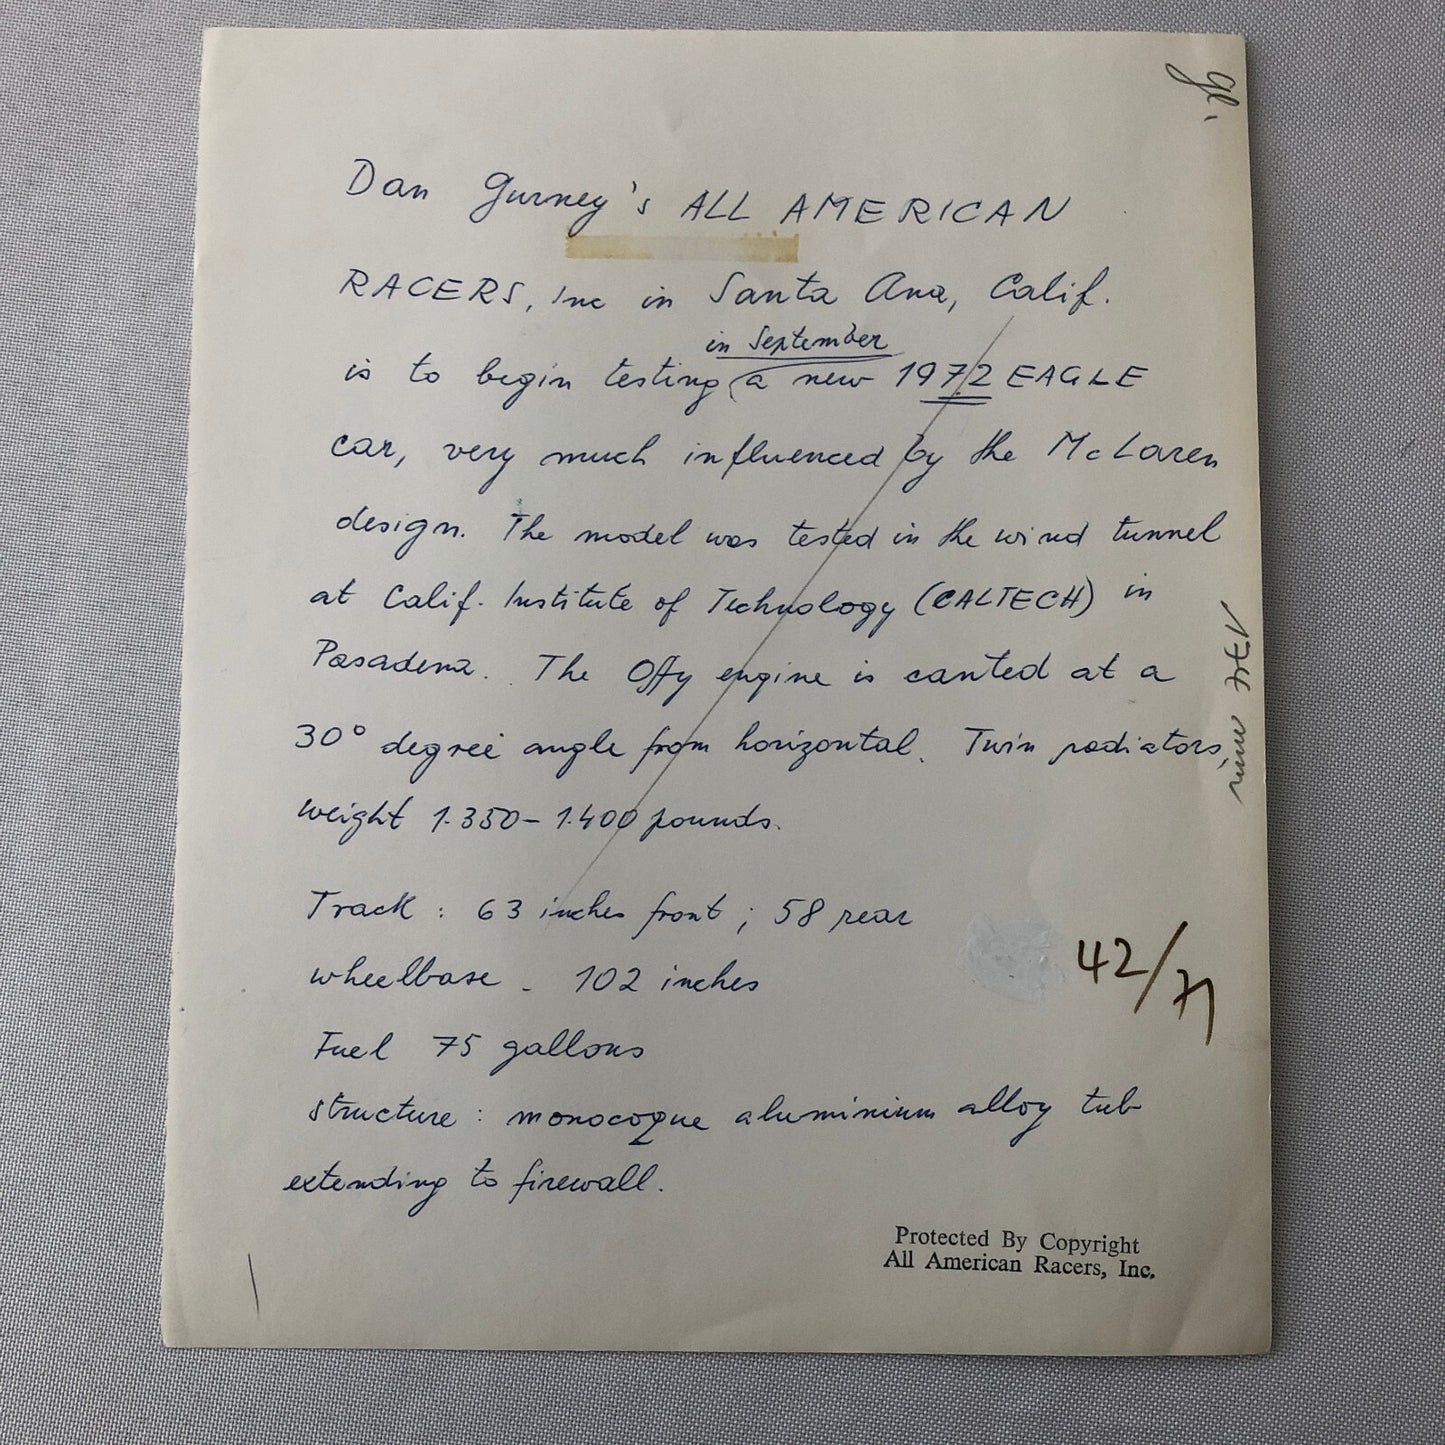 Dan Gurney's ALL AMERICAN
RACERS, Inc in Santa Ana, Calif.
in September
is to begin testing a new 1972 EAGLE
car, very much influenced by the McLaren
design. The model was tested in the wind tunnel
at Calif. Institute of Technology (CALTECH) in
Pasadena. The Offy engine is canted at a
30° degree angle from horizontal. Twin radiators,
weight 1.350-1.400 pounds.
Track : 63 inches front ; 58 rear
wheelbase - 102 inches
Fuel 75 gallons
structure : monocoque aluminium alloy tub
extending to firewall.
42/71
Protected By Copyright
All American Racers, Inc.